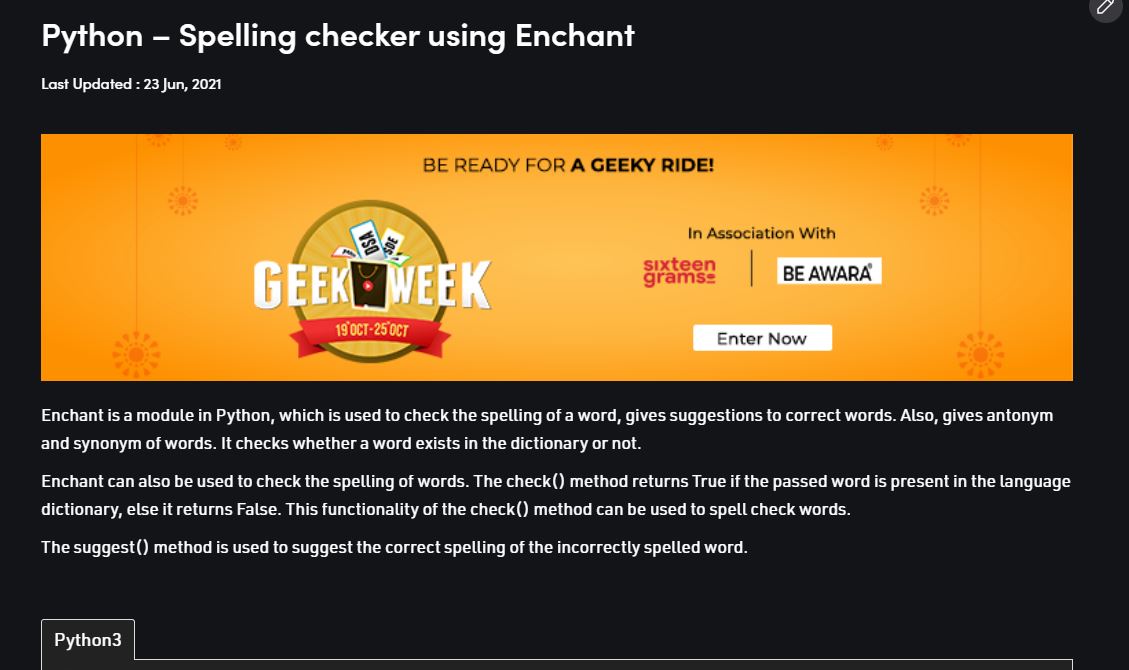 Python – Spelling checker using Enchant
Last Updated : 23 Jun, 2021
BE READY FOR A GEEKY RIDE!
DSA
SDE
GEEK WEEK
19 OCT-25 OCT
In Association With
sixteen
grams
BE AWARA
Enter Now
Enchant is a module in Python, which is used to check the spelling of a word, gives suggestions to correct words. Also, gives antonym
and synonym of words. It checks whether a word exists in the dictionary or not.
Enchant can also be used to check the spelling of words. The check() method returns True if the passed word is present in the language
dictionary, else it returns False. This functionality of the check() method can be used to spell check words.
The suggest() method is used to suggest the correct spelling of the incorrectly spelled word.
Python3